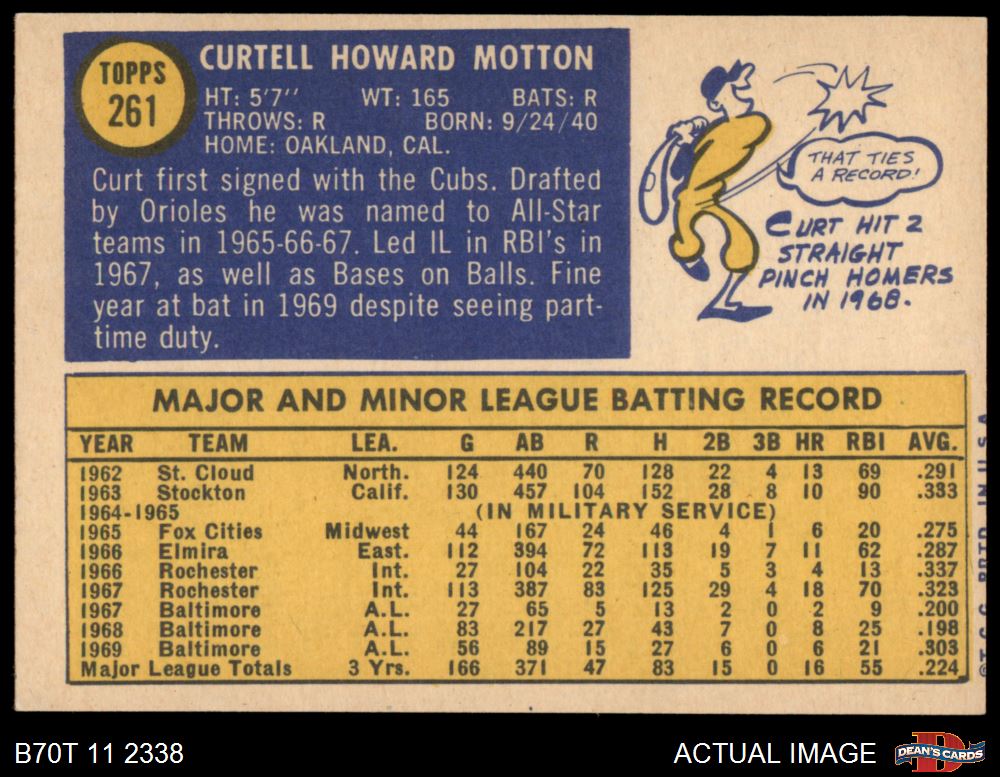 TOPPS
261
CURTELL HOWARD MOTTON
HT: 5'7'' WT: 165 BATS: R
THROWS: R BORN: 9/24/40
HOME: OAKLAND, CAL.
Curt first signed with the Cubs. Drafted
by Orioles he was named to All-Star
teams in 1965-66-67. Led IL in RBI's in
1967, as well as Bases on Balls. Fine
year at bat in 1969 despite seeing part-
time duty.
THAT TIES
A RECORD!
CURT HIT 2
STRAIGHT
PINCH HOMERS
IN 1968.
MAJOR AND MINOR LEAGUE BATTING RECORD
YEAR TEAM LEA. G AB R H 2B 3B HR RBI AVG.
1962 St. Cloud North. 124 440 70 128 22 4 13 69 .291
1963 Stockton Calif. 130 457 104 152 28 8 10 90 .333
1964-1965 (IN MILITARY SERVICE)
1965 Fox Cities Midwest 44 167 24 46 4 1 6 20 .275
1966 Elmira East. 112 394 72 113 19 7 11 62 .287
1966 Rochester Int. 27 104 22 35 5 3 4 13 .337
1967 Rochester Int. 113 387 83 125 29 4 18 70 .323
1967 Baltimore A.L. 27 65 5 13 2 0 2 9 .200
1968 Baltimore A.L. 83 217 27 43 7 0 8 25 .198
1969 Baltimore A.L. 56 89 15 27 6 0 6 21 .303
Major League Totals 3 Yrs. 166 371 47 83 15 0 16 55 .224
©T.C.G. PRTD. IN U.S.A
B70T 11 2338
ACTUAL IMAGE
DEAN'S CARDS